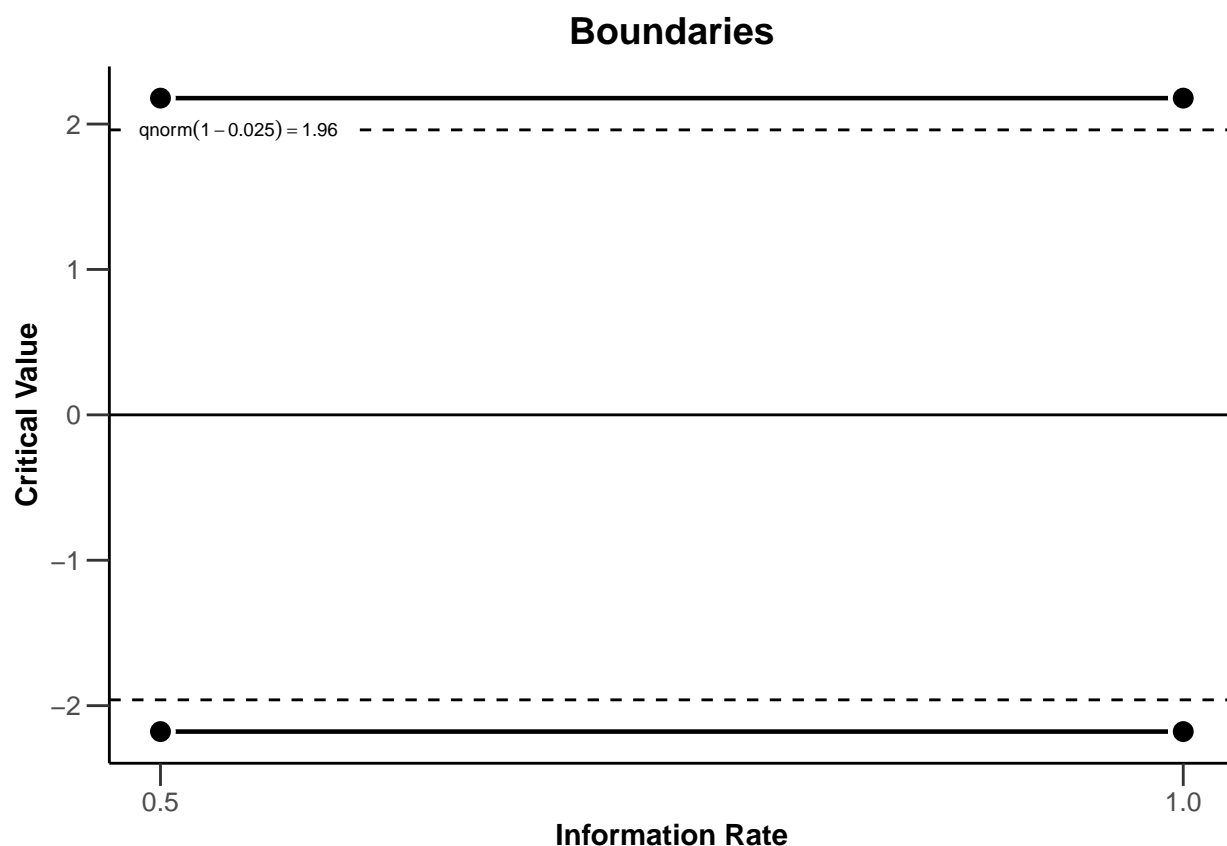 Boundaries
2
qnorm(1−0.025) = 1.96
1
Critical Value
0
−1
−2
0.5
1.0
Information Rate